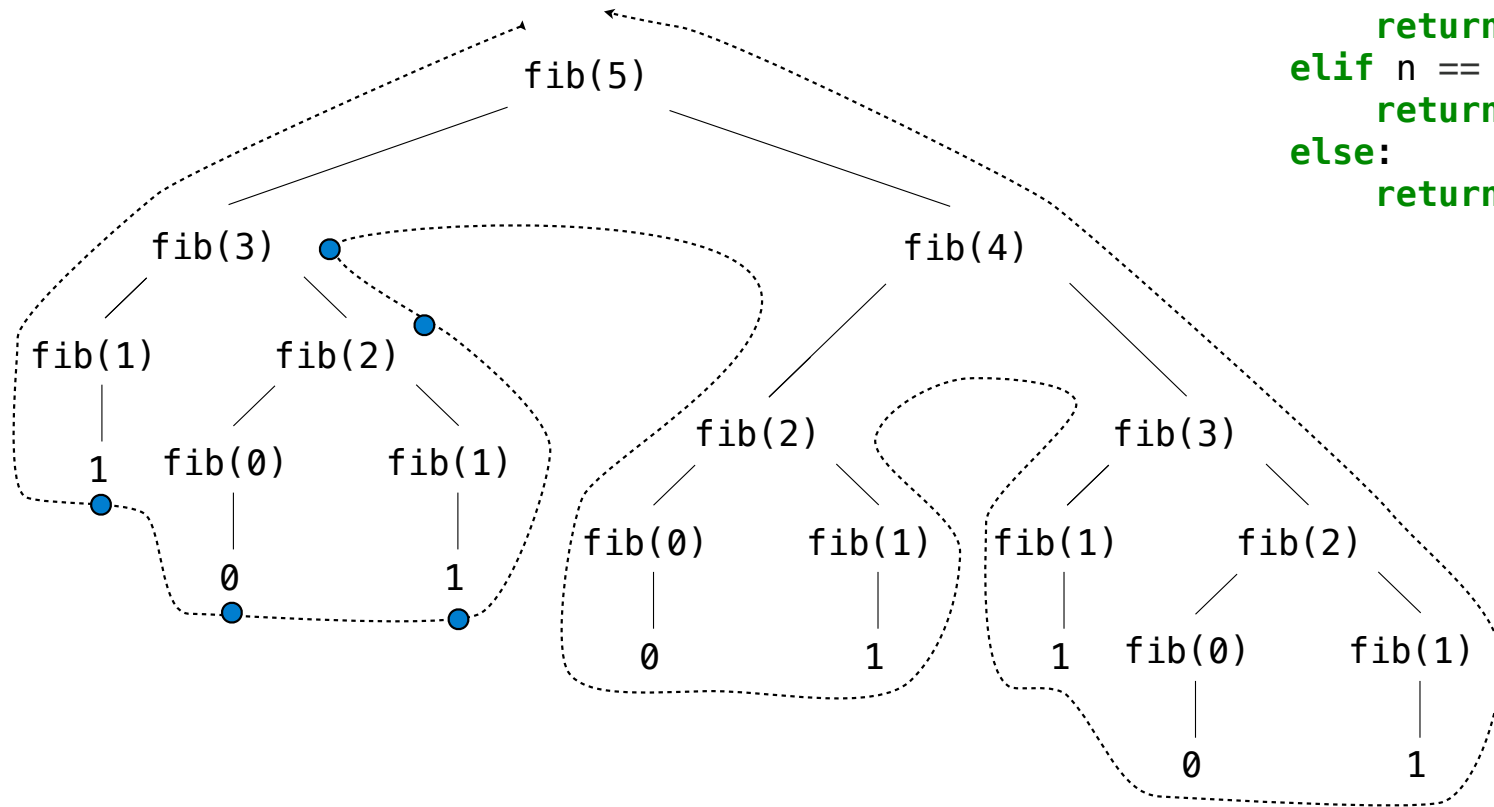 return
elif n ==
return
else:
return
fib(5)
fib(3)
fib(4)
fib(1)
fib(2)
fib(2)
fib(3)
1
fib(0)
fib(1)
fib(0)
fib(1)
fib(1)
fib(2)
0
1
0
1
1
fib(0)
fib(1)
0
1